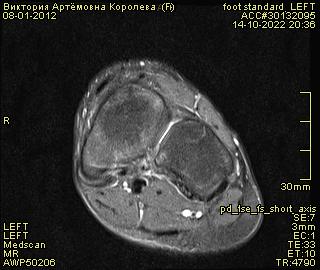 Виктория Артёмовна Королева (F)
08-01-2012
foot standard LEFT
ACC#30132095
14-10-2022 20:36
R
30mm
pd_tse_fs_short_axis
SE:7
3mm
EC:1
TE:33
ET:10
TR:4790
LEFT
LEFT
Medscan
MR
AWP50206